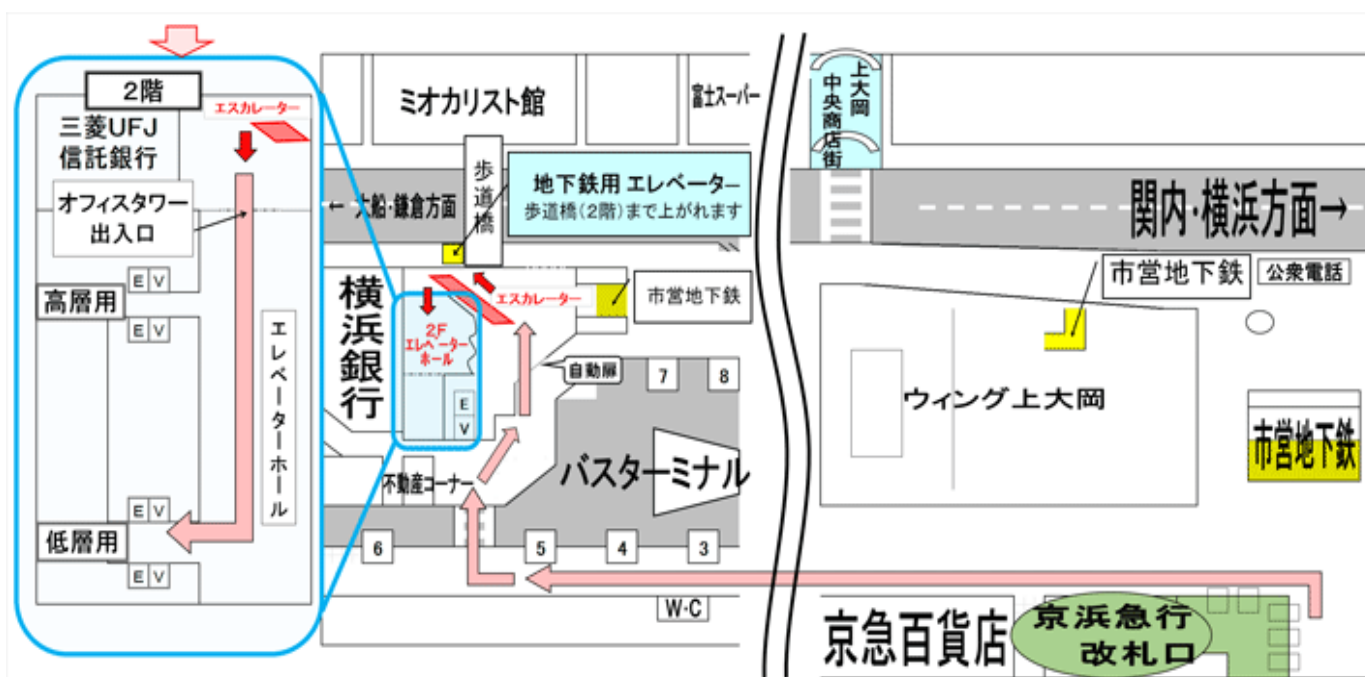 2階
エスカレーター
三菱UFJ
信託銀行
オフィスタワー
出入口
E V
高層用
E V
エレベーターホール
E V
低層用
E V
ミオカリスト館
富士スーパー
上大岡
中央商店街
歩道橋
地下鉄用 エレベーター
歩道橋(2階)まで上がれます
← 大船・鎌倉方面
関内・横浜方面→
横浜銀行
エスカレーター
市営地下鉄
市営地下鉄
公衆電話
2F
エレベーター
ホール
自動扉
7
8
E
V
ウィング上大岡
バスターミナル
市営地下鉄
不動産コーナー
6
5
4
3
W・C
京急百貨店
京浜急行
改札口